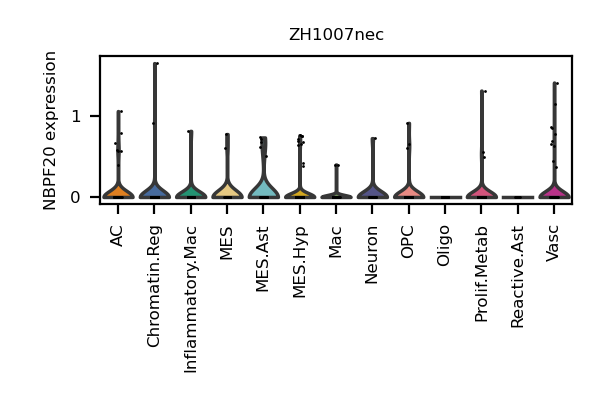 ZH1007nec
NBPF20 expression
1
0
AC
Chromatin.Reg
Inflammatory.Mac
MES
MES.Ast
MES.Hyp
Mac
Neuron
OPC
Oligo
Prolif.Metab
Reactive.Ast
Vasc